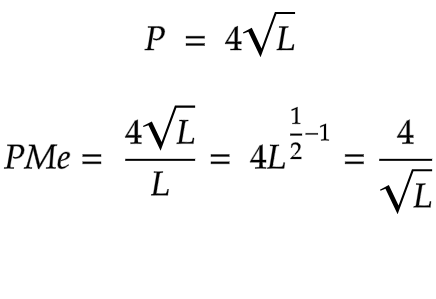 P = 4√L
PMe = 4√L / L = 4L^{1/2 − 1} = 4 / √L